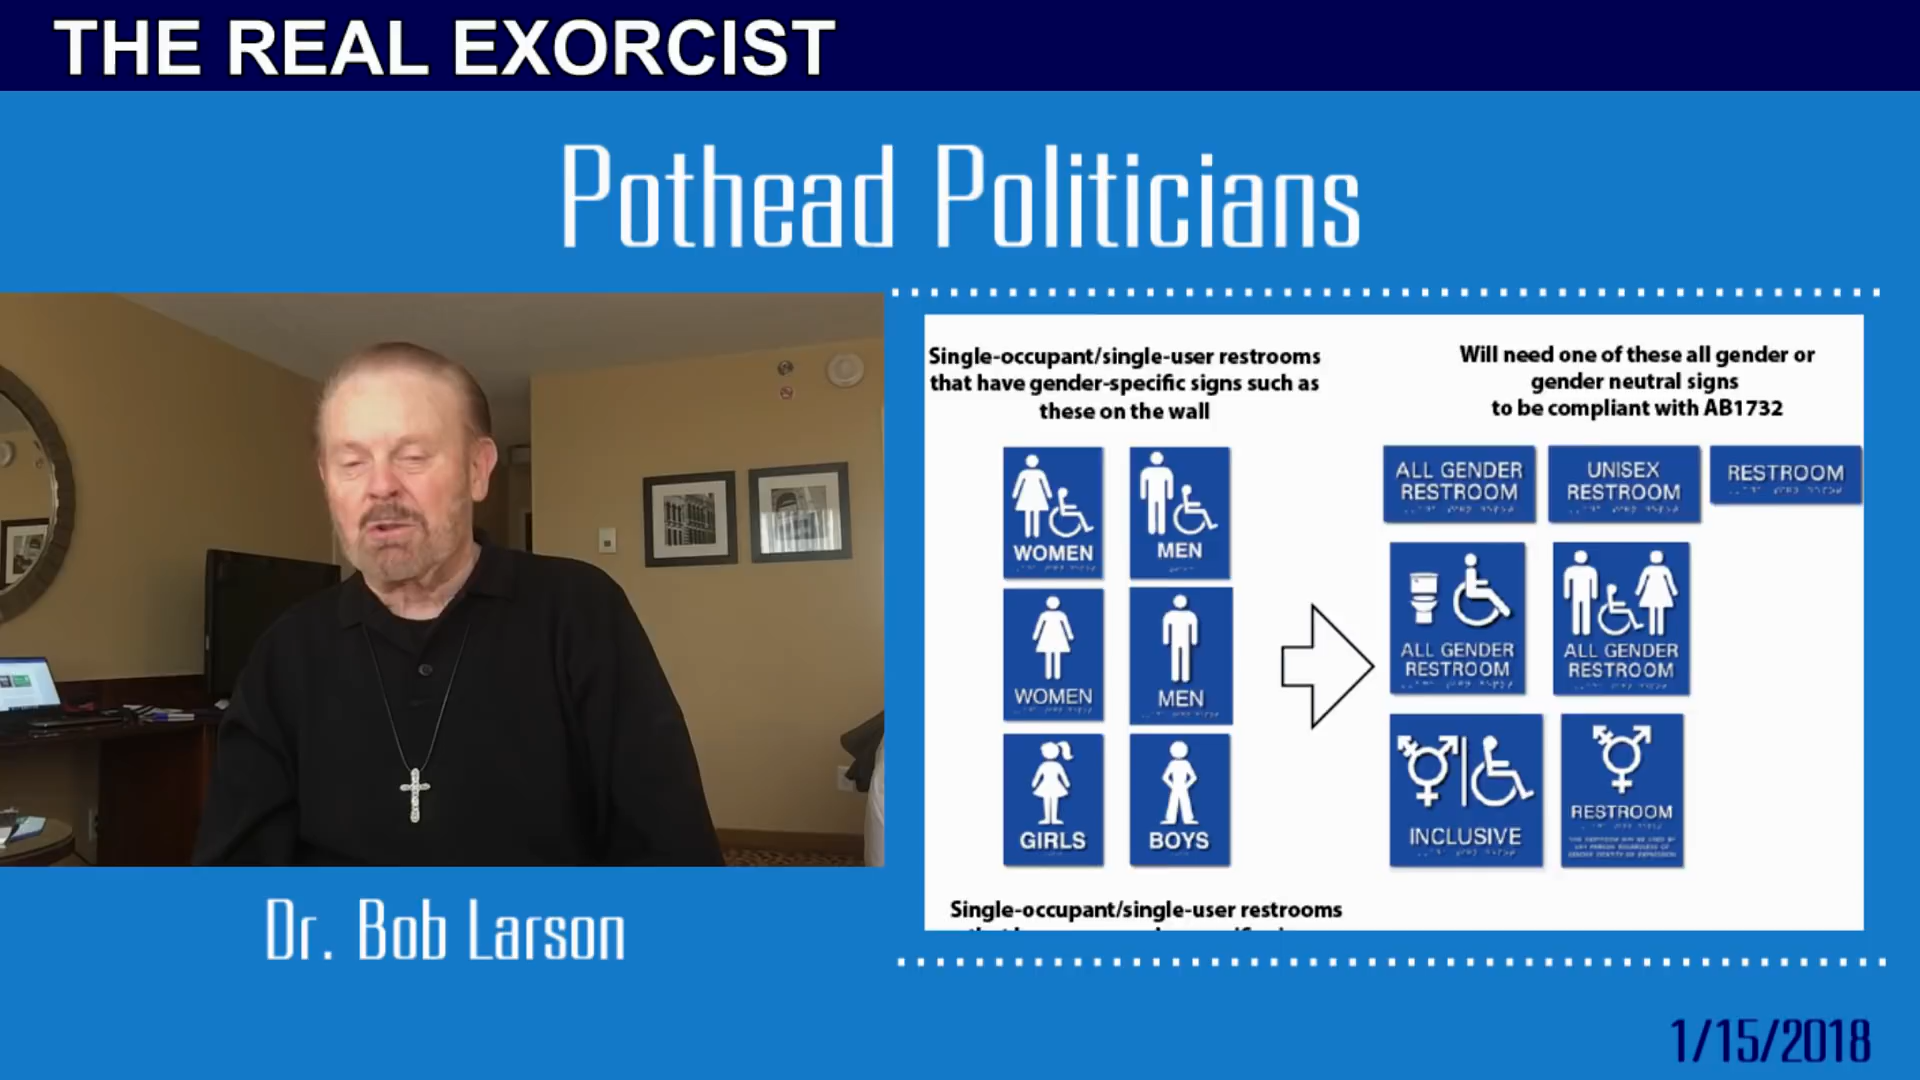 THE REAL EXORCIST
Pothead Politicians
Single-occupant/single-user restrooms
that have gender-specific signs such as
these on the wall
Will need one of these all gender or
gender neutral signs
to be compliant with AB1732
WOMEN
MEN
WOMEN
MEN
GIRLS
BOYS
ALL GENDER
RESTROOM
UNISEX
RESTROOM
RESTROOM
ALL GENDER
RESTROOM
ALL GENDER
RESTROOM
INCLUSIVE
RESTROOM
Single-occupant/single-user restrooms
Dr. Bob Larson
1/15/2018